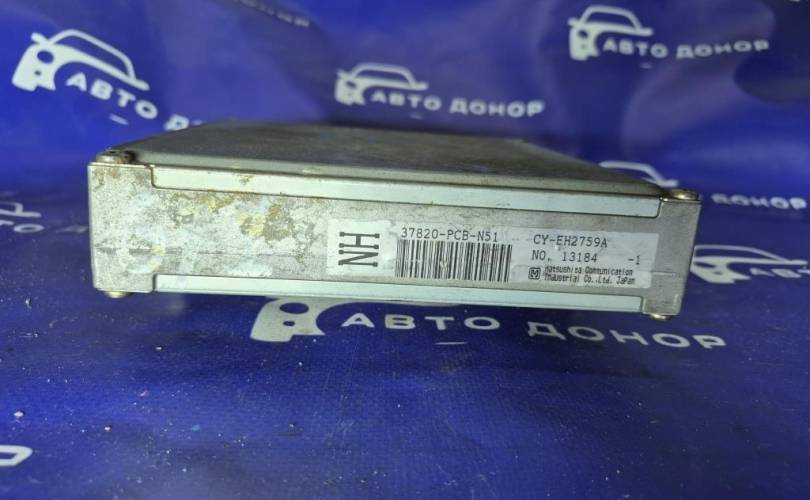 АВТО ДОНОР
АВТО ДОНОР
NH
37820-PCB-N51
CY-EH2759A
NO. 13184 -1
Matsushita Communication
Industrial Co.,Ltd. Japan
АВТО ДОНОР
АВТО ДОНОР